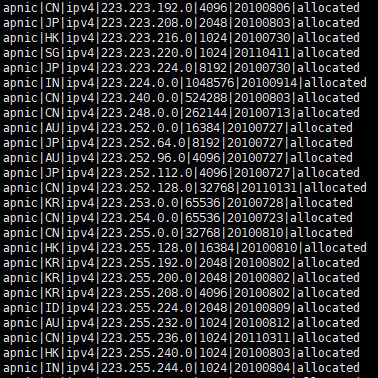 apnic|CN|ipv4|223.223.192.0|4096|20100806|allocated
apnic|JP|ipv4|223.223.208.0|2048|20100803|allocated
apnic|HK|ipv4|223.223.216.0|1024|20100730|allocated
apnic|SG|ipv4|223.223.220.0|1024|20110411|allocated
apnic|JP|ipv4|223.223.224.0|8192|20100730|allocated
apnic|IN|ipv4|223.224.0.0|1048576|20100914|allocated
apnic|CN|ipv4|223.240.0.0|524288|20100803|allocated
apnic|CN|ipv4|223.248.0.0|262144|20100713|allocated
apnic|AU|ipv4|223.252.0.0|16384|20100727|allocated
apnic|JP|ipv4|223.252.64.0|8192|20100727|allocated
apnic|AU|ipv4|223.252.96.0|4096|20100727|allocated
apnic|JP|ipv4|223.252.112.0|4096|20100727|allocated
apnic|CN|ipv4|223.252.128.0|32768|20110131|allocated
apnic|KR|ipv4|223.253.0.0|65536|20100728|allocated
apnic|CN|ipv4|223.254.0.0|65536|20100723|allocated
apnic|CN|ipv4|223.255.0.0|32768|20100810|allocated
apnic|HK|ipv4|223.255.128.0|16384|20100810|allocated
apnic|KR|ipv4|223.255.192.0|2048|20100802|allocated
apnic|KR|ipv4|223.255.200.0|2048|20100802|allocated
apnic|KR|ipv4|223.255.208.0|4096|20100802|allocated
apnic|ID|ipv4|223.255.224.0|2048|20100809|allocated
apnic|AU|ipv4|223.255.232.0|1024|20100812|allocated
apnic|CN|ipv4|223.255.236.0|1024|20110311|allocated
apnic|HK|ipv4|223.255.240.0|1024|20100803|allocated
apnic|IN|ipv4|223.255.244.0|1024|20100804|allocated